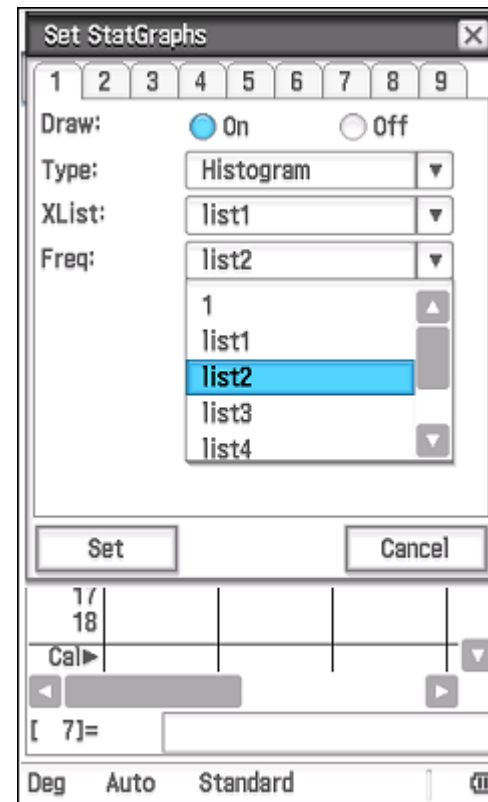 Set StatGraphs
1 2 3 4 5 6 7 8 9
Draw: On Off
Type: Histogram
XList: list1
Freq: list2
1
list1
list2
list3
list4
Set Cancel
17
18
Cal
[ 7]=
Deg Auto Standard